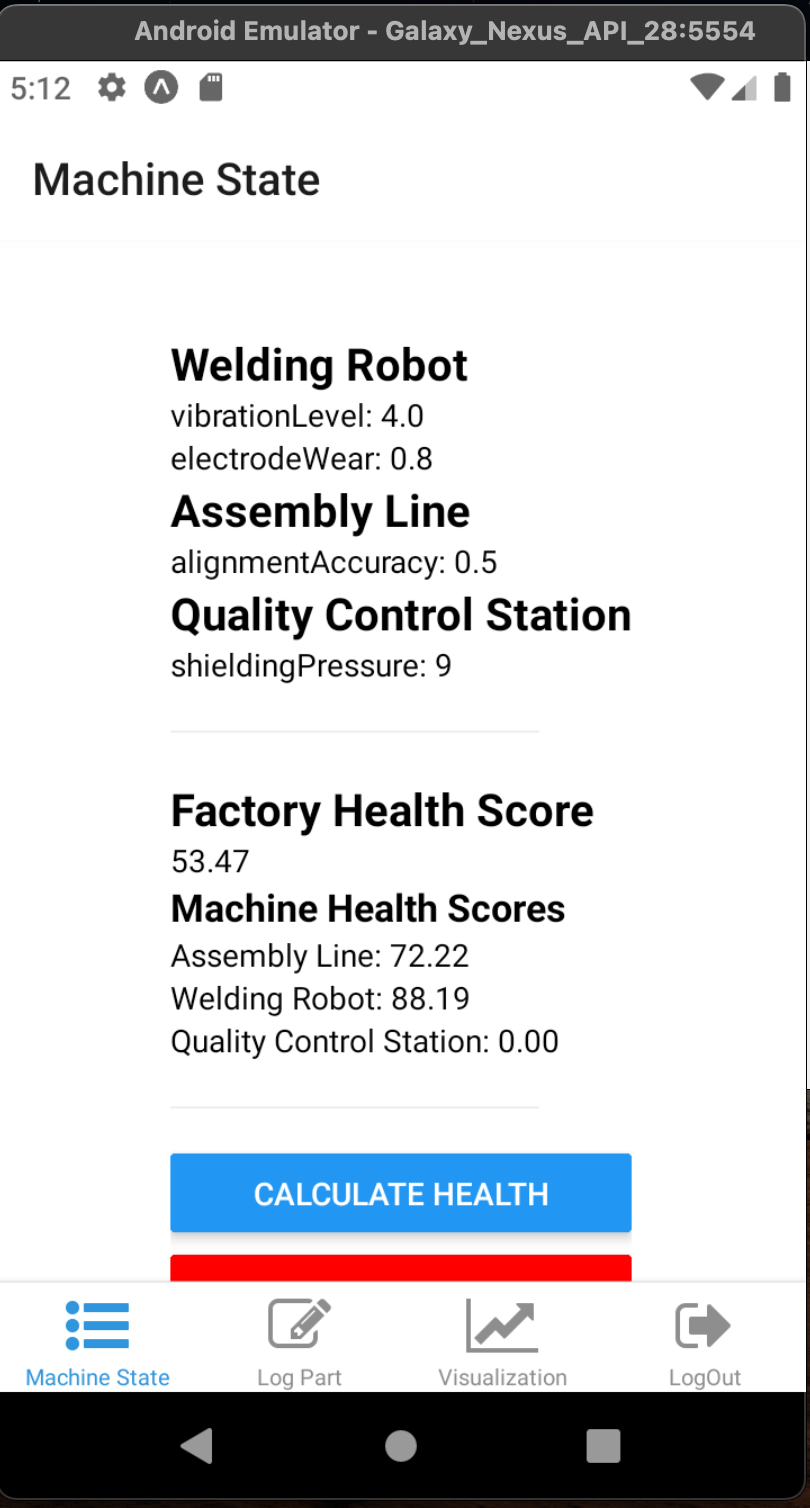 Android Emulator - Galaxy_Nexus_API_28:5554
5:12
Machine State
Welding Robot
vibrationLevel: 4.0
electrodeWear: 0.8
Assembly Line
alignmentAccuracy: 0.5
Quality Control Station
shieldingPressure: 9
Factory Health Score
53.47
Machine Health Scores
Assembly Line: 72.22
Welding Robot: 88.19
Quality Control Station: 0.00
CALCULATE HEALTH
Machine State
Log Part
Visualization
LogOut